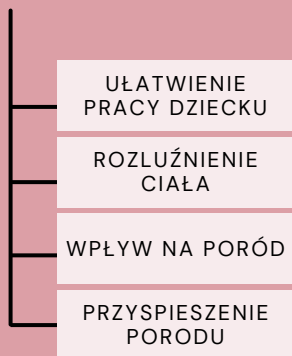 UŁATWIENIE
PRACY DZIECKU
ROZLUŹNIENIE
CIAŁA
WPŁYW NA PORÓD
PRZYSPIESZENIE
PORODU